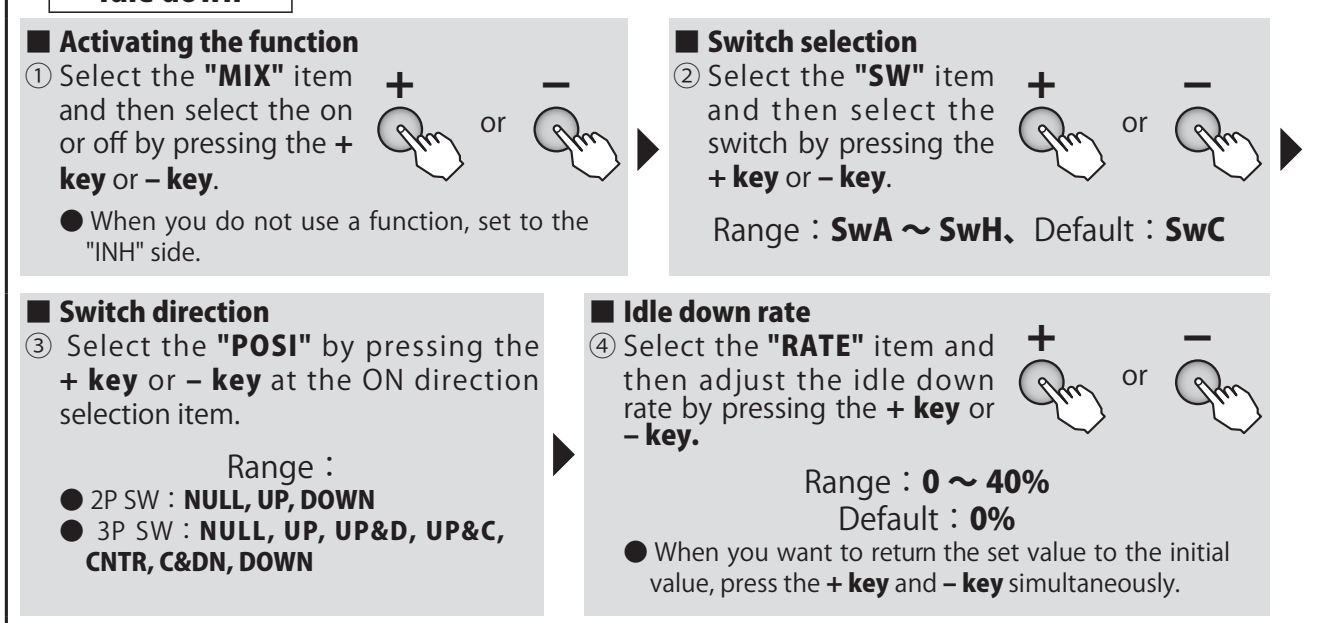 Idle down
■ Activating the function
① Select the "MIX" item
and then select the on
or off by pressing the +
key or – key.
+
or
–
● When you do not use a function, set to the
"INH" side.
■ Switch selection
② Select the "SW" item
and then select the
switch by pressing the
+ key or – key.
+
or
–
Range：SwA ～ SwH、Default：SwC
■ Switch direction
③ Select the "POSI" by pressing the
+ key or – key at the ON direction
selection item.
Range：
● 2P SW：NULL, UP, DOWN
● 3P SW：NULL, UP, UP&D, UP&C,
CNTR, C&DN, DOWN
■ Idle down rate
④ Select the "RATE" item and
then adjust the idle down
rate by pressing the + key or
– key.
+
or
–
Range：0 ～ 40%
Default：0%
● When you want to return the set value to the initial
value, press the + key and – key simultaneously.